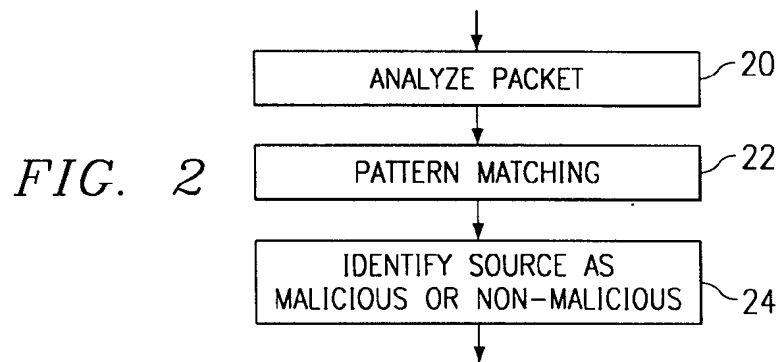 ANALYZE PACKET
20
PATTERN MATCHING
22
FIG. 2
IDENTIFY SOURCE AS
MALICIOUS OR NON-MALICIOUS
24